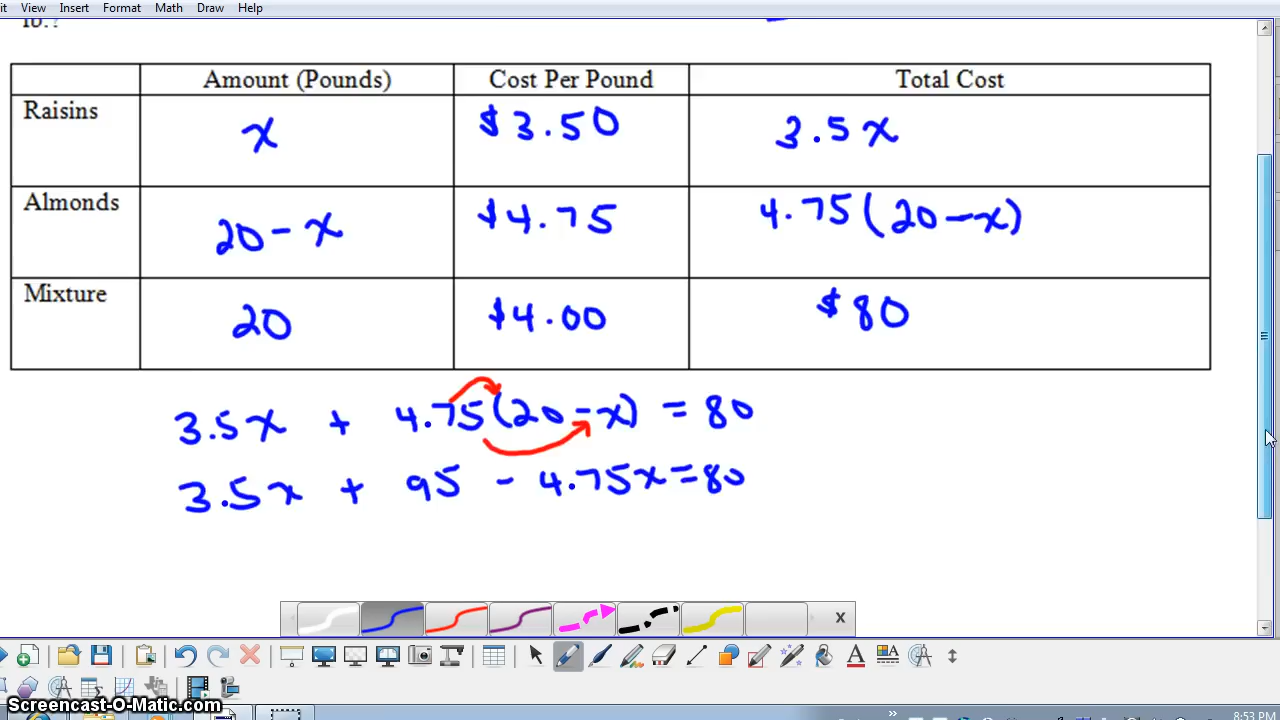 it View Insert Format Math Draw Help
lb.?
Amount (Pounds) Cost Per Pound Total Cost
Raisins x $3.50 3.5x
Almonds 20-x $4.75 4.75(20-x)
Mixture 20 $4.00 $80
3.5x + 4.75(20-x) = 80
3.5x + 95 - 4.75x=80
x
A
Screencast-O-Matic.com
»
8:53 PM